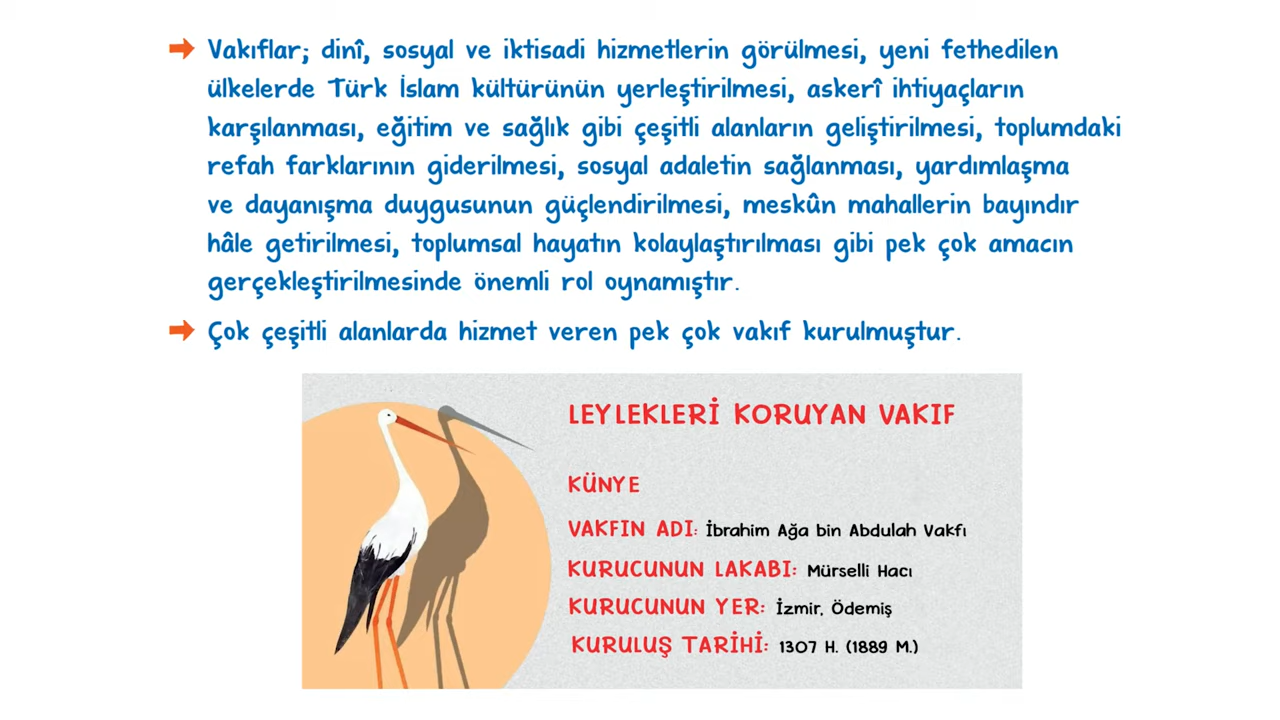 Vakıflar; dinî, sosyal ve iktisadi hizmetlerin görülmesi, yeni fethedilen
ülkelerde Türk İslam kültürünün yerleştirilmesi, askerî ihtiyaçların
karşılanması, eğitim ve sağlık gibi çeşitli alanların geliştirilmesi, toplumdaki
refah farklarının giderilmesi, sosyal adaletin sağlanması, yardımlaşma
ve dayanışma duygusunun güçlendirilmesi, meskûn mahallerin bayındır
hâle getirilmesi, toplumsal hayatın kolaylaştırılması gibi pek çok amacın
gerçekleştirilmesinde önemli rol oynamıştır.
Çok çeşitli alanlarda hizmet veren pek çok vakıf kurulmuştur.
LEYLEKLERİ KORUYAN VAKIF
KÜNYE
VAKFIN ADI: İbrahim Ağa bin Abdulah Vakfı
KURUCUNUN LAKABI: Mürselli Hacı
KURUCUNUN YER: İzmir, Ödemiş
KURULUŞ TARİHİ: 1307 H. (1889 M.)